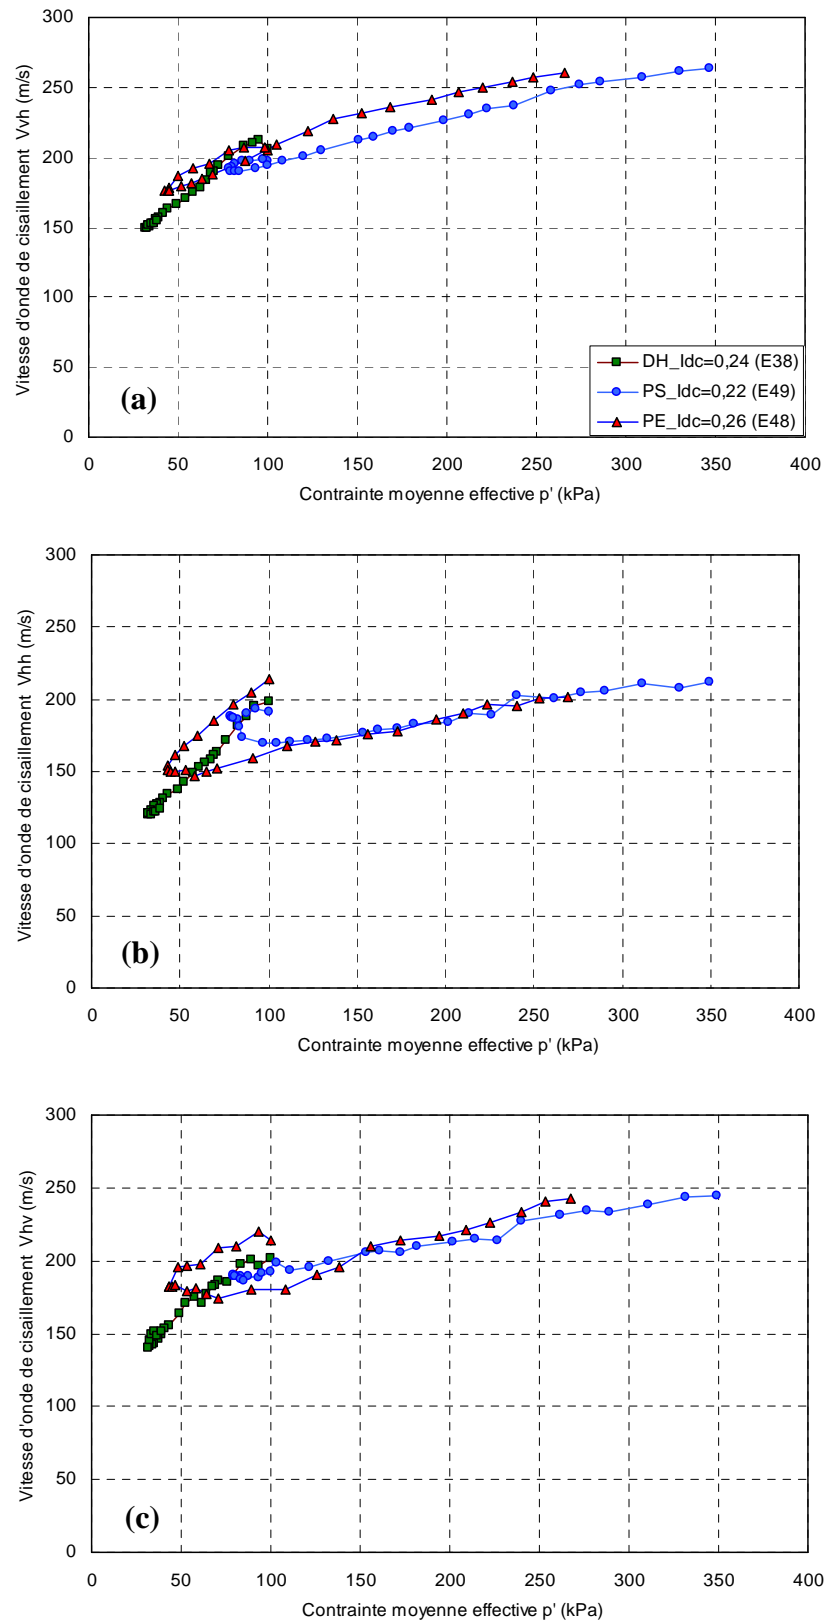 300
250
200
150
100
50
0
Vitesse d'onde de cisaillement Vvh (m/s)
(a)
DH_Idc=0,24 (E38)
PS_Idc=0,22 (E49)
PE_Idc=0,26 (E48)
0 50 100 150 200 250 300 350 400
Contrainte moyenne effective p' (kPa)
300
250
200
150
100
50
0
Vitesse d'onde de cisaillement Vhh (m/s)
(b)
0 50 100 150 200 250 300 350 400
Contrainte moyenne effective p' (kPa)
300
250
200
150
100
50
0
Vitesse d'onde de cisaillement Vhv (m/s)
(c)
0 50 100 150 200 250 300 350 400
Contrainte moyenne effective p' (kPa)